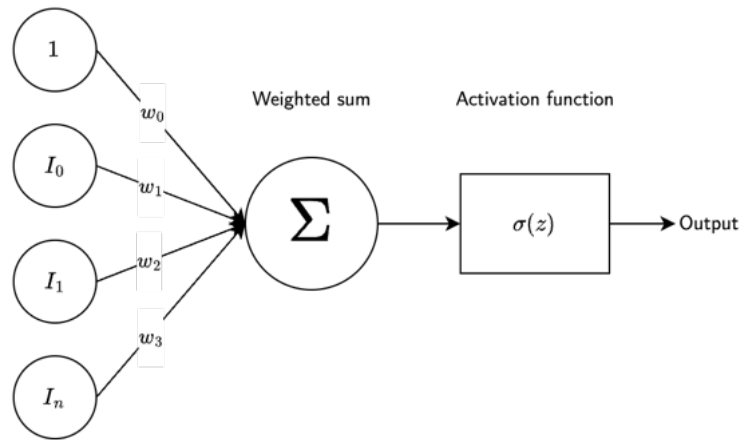 1
w₀
Weighted sum
Activation function
I₀
w₁
Σ
σ(z)
Output
w₂
I₁
w₃
Iₙ